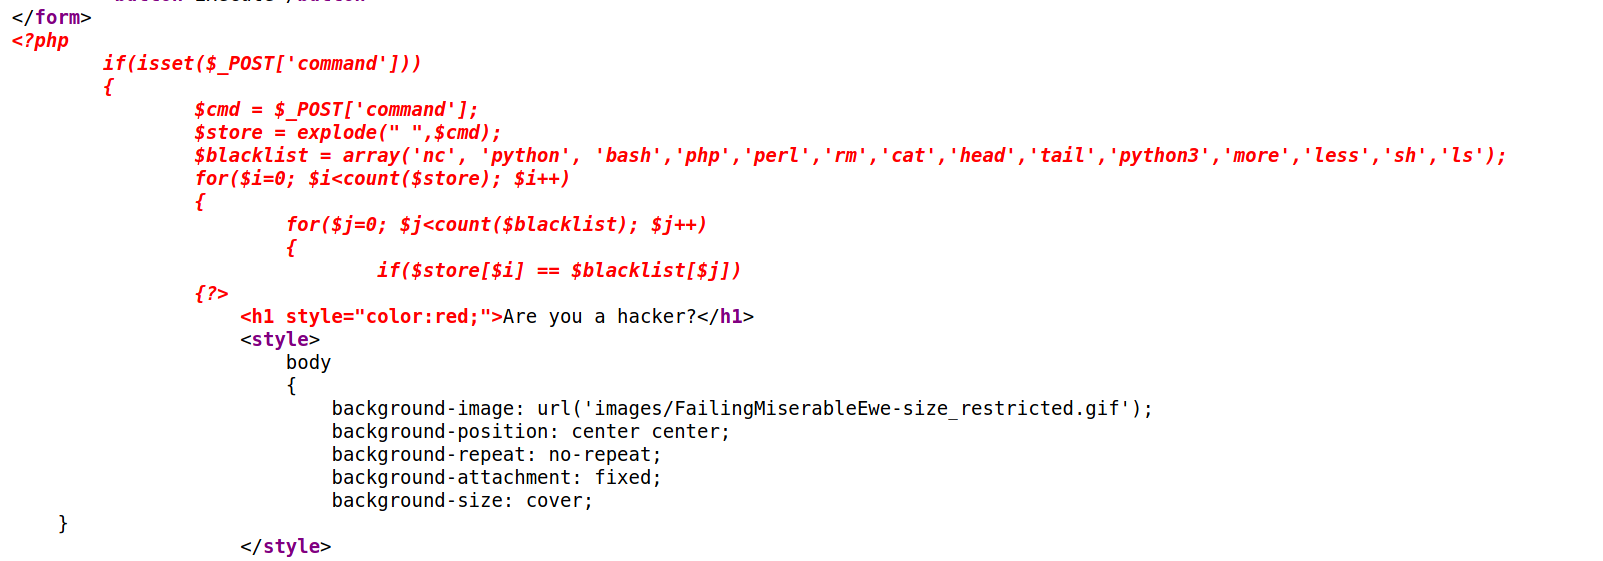 </form>
<?php
if(isset($_POST['command']))
{
$cmd = $_POST['command'];
$store = explode(" ",$cmd);
$blacklist = array('nc', 'python', 'bash','php','perl','rm','cat','head','tail','python3','more','less','sh','ls');
for($i=0; $i<count($store); $i++)
{
for($j=0; $j<count($blacklist); $j++)
{
if($store[$i] == $blacklist[$j])
{?>
<h1 style="color:red;">Are you a hacker?</h1>
<style>
body
{
background-image: url('images/FailingMiserableEwe-size_restricted.gif');
background-position: center center;
background-repeat: no-repeat;
background-attachment: fixed;
background-size: cover;
}
</style>